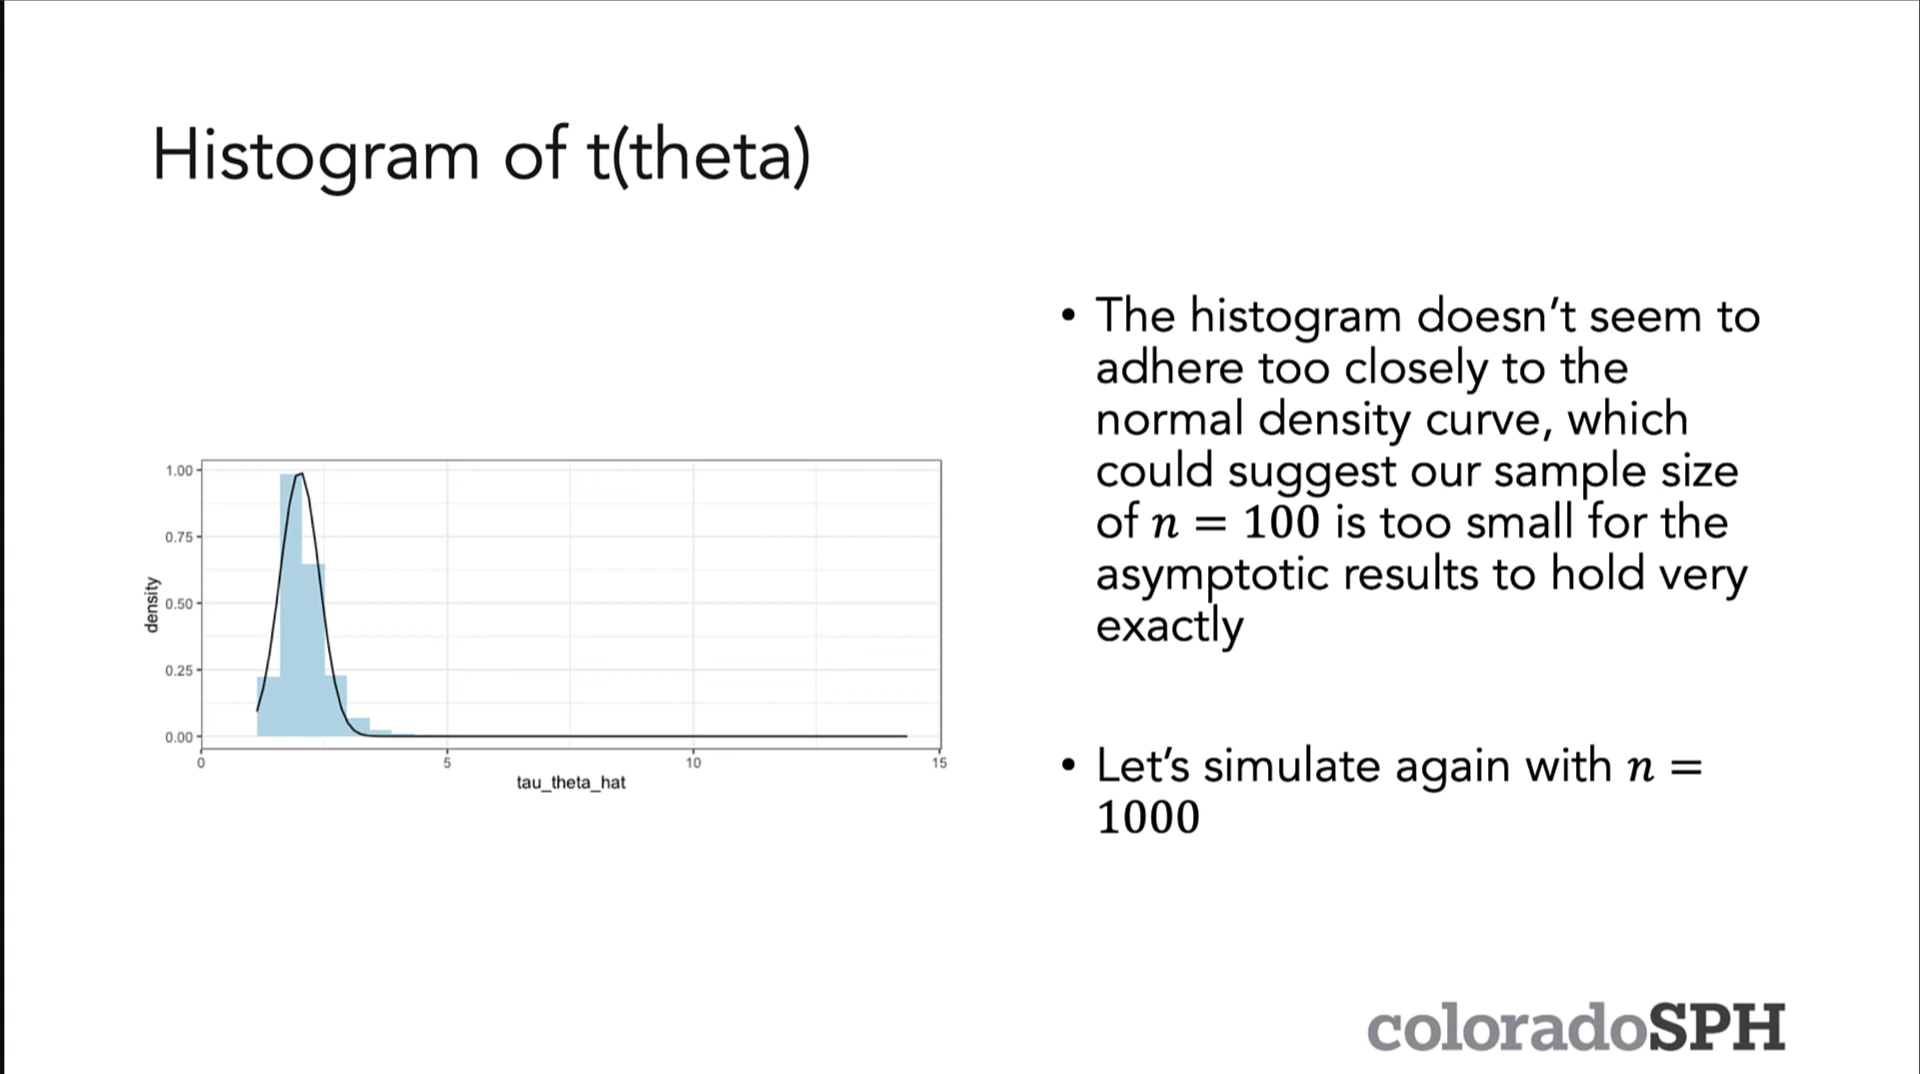 Histogram of t(theta)
• The histogram doesn’t seem to
adhere too closely to the
normal density curve, which
could suggest our sample size
of n = 100 is too small for the
asymptotic results to hold very
exactly
• Let’s simulate again with n =
1000
1.00
0.75
0.50
0.25
0.00
density
0 5 10 15
tau_theta_hat
coloradoSPH